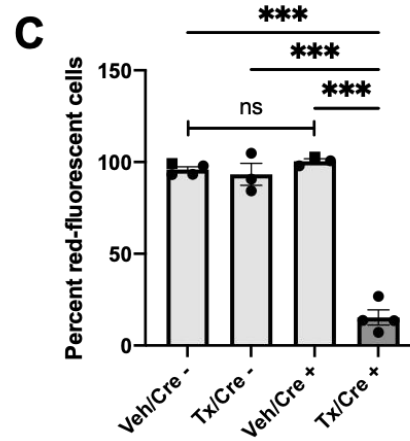 C
***
***
***
ns
Percent red-fluorescent cells
150
100
50
0
Veh/Cre -
Tx/Cre -
Veh/Cre +
Tx/Cre +